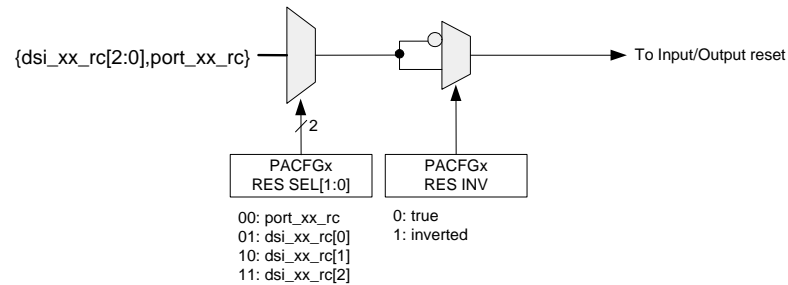 {dsi_xx_rc[2:0],port_xx_rc}
To Input/Output reset
2
PACFGx
RES SEL[1:0]
PACFGx
RES INV
00: port_xx_rc
01: dsi_xx_rc[0]
10: dsi_xx_rc[1]
11: dsi_xx_rc[2]
0: true
1: inverted